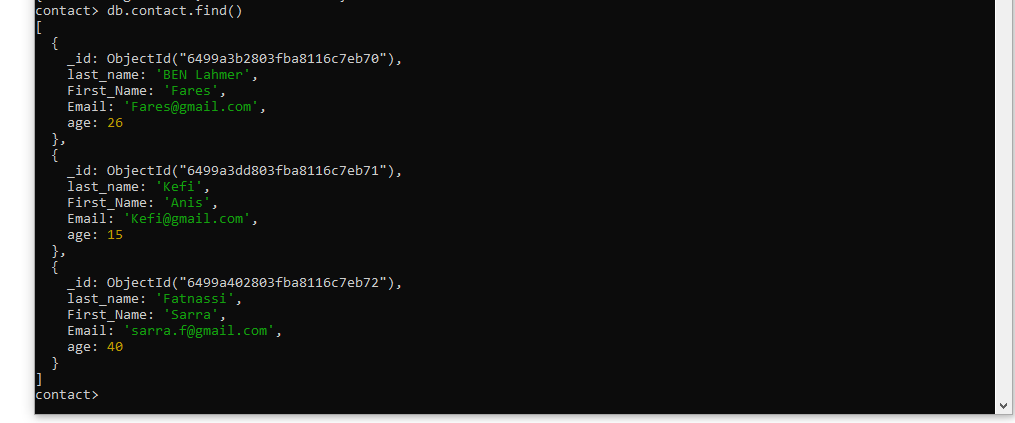 contact> db.contact.find()
[
  {
    _id: ObjectId("6499a3b2803fba8116c7eb70"),
    last_name: 'BEN Lahmer',
    First_Name: 'Fares',
    Email: 'Fares@gmail.com',
    age: 26
  },
  {
    _id: ObjectId("6499a3dd803fba8116c7eb71"),
    last_name: 'Kefi',
    First_Name: 'Anis',
    Email: 'Kefi@gmail.com',
    age: 15
  },
  {
    _id: ObjectId("6499a402803fba8116c7eb72"),
    last_name: 'Fatnassi',
    First_Name: 'Sarra',
    Email: 'sarra.f@gmail.com',
    age: 40
  }
]
contact>